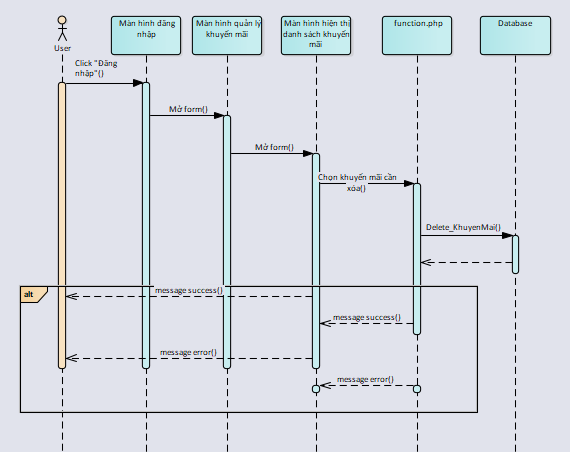 Màn hình đăng
nhập
Màn hình quản lý
khuyến mãi
Màn hình hiện thị
danh sách khuyến
mãi
function.php
Database
User
Click "Đăng
nhập"()
Mở form()
Mở form()
Chọn khuyến mãi cần
xóa()
Delete_KhuyenMai()
alt
message success()
message success()
message error()
message error()